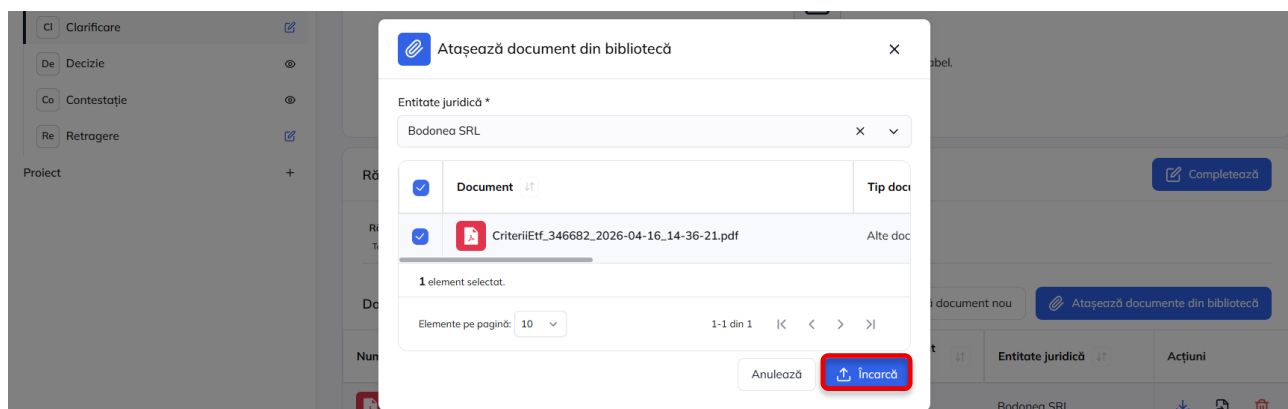 Cl Clarificare
De Decizie
Co Contestație
Re Retragere
Proiect +
Atașează document din bibliotecă
Entitate juridică *
Bodonea SRL
Document
CriteriiEtf_346682_2026-04-16_14-36-21.pdf
Alte doc
1 element selectat.
Elemente pe pagină: 10
1-1 din 1
Anulează
Încarcă
Completează
document nou
Atașează documente din bibliotecă
Entitate juridică
Acțiuni
Bodonea SRL